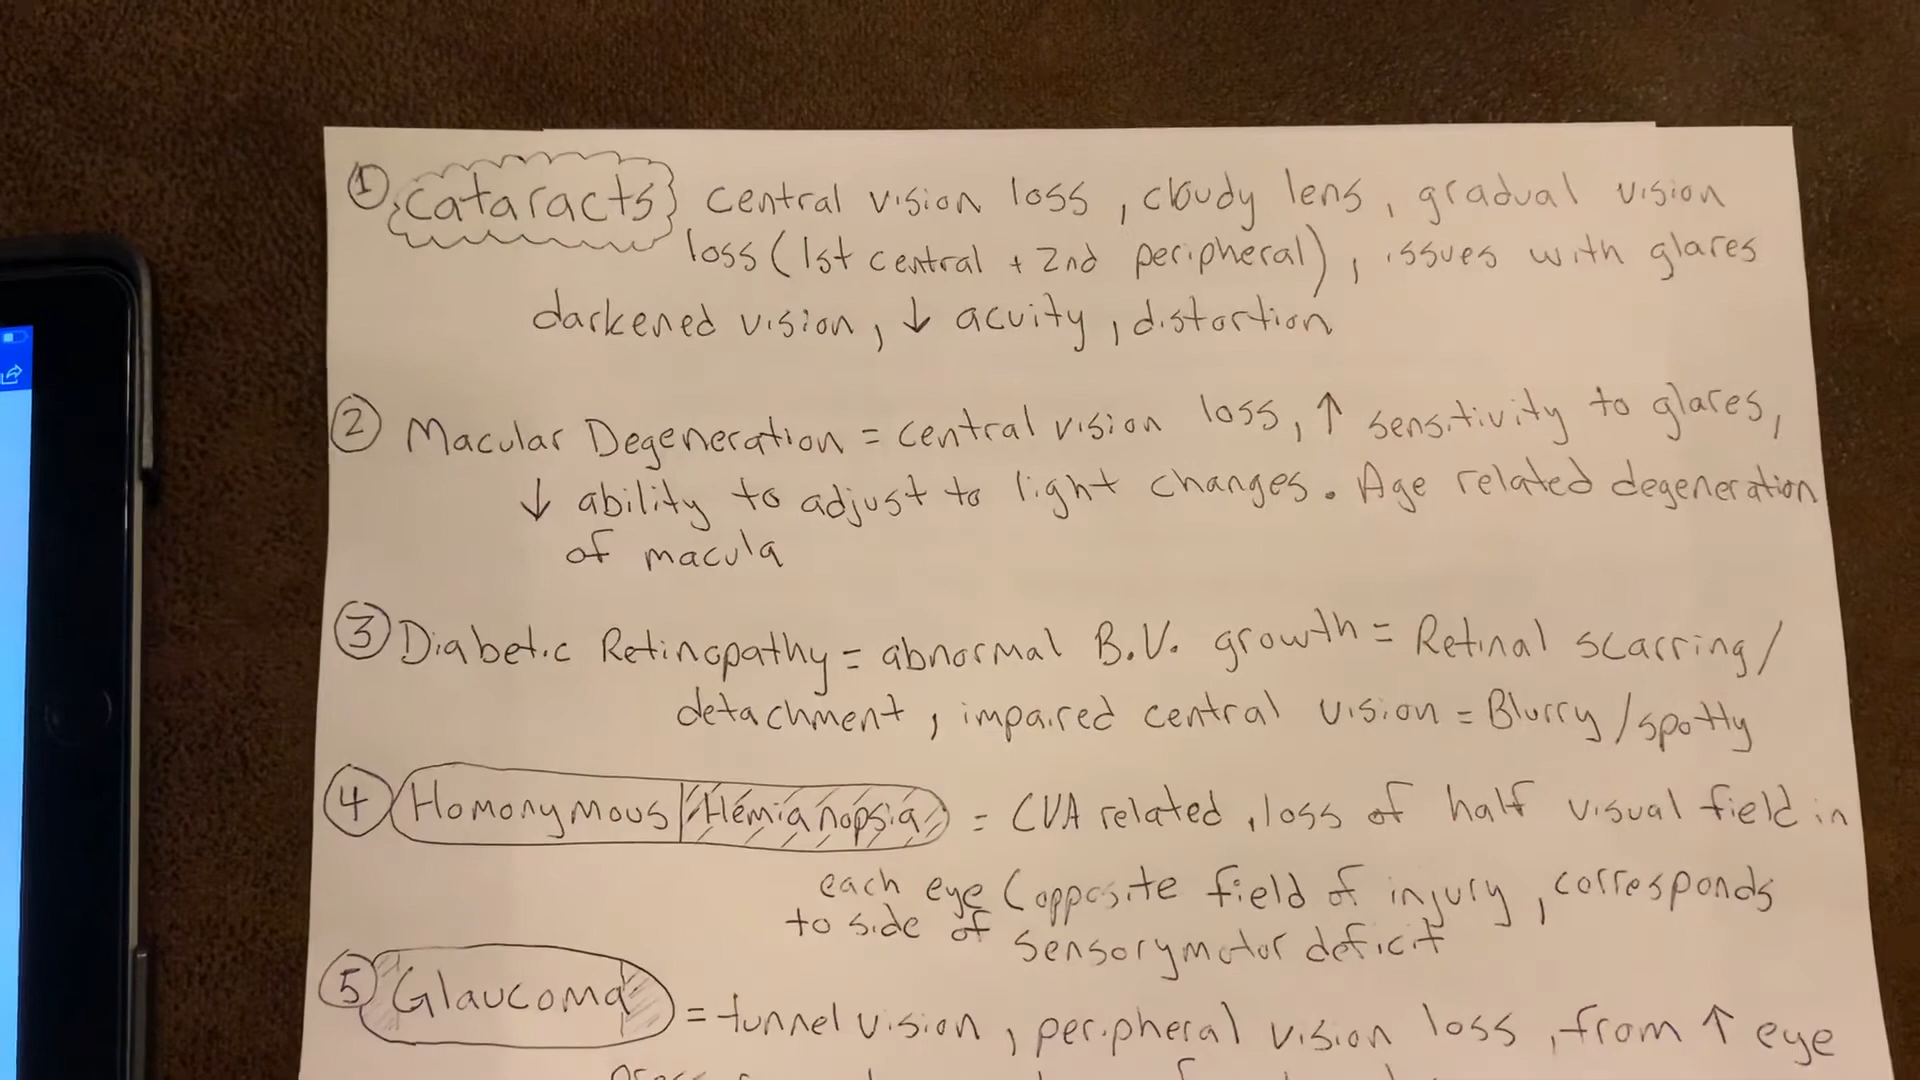 ① Cataracts central vision loss, cloudy lens, gradual vision
loss (1st central + 2nd peripheral), issues with glares
darkened vision, ↓ acuity, distortion
② Macular Degeneration = central vision loss, ↑ sensitivity to glares,
↓ ability to adjust to light changes. Age related degeneration
of macula
③ Diabetic Retinopathy = abnormal B.V. growth = Retinal scarring/
detachment, impaired central vision = Blurry/spotty
④ Homonymous Hemianopsia = CVA related, loss of half visual field in
each eye (opposite field of injury, corresponds
to side of sensorymotor deficit
⑤ Glaucoma = tunnel vision, peripheral vision loss, from ↑ eye